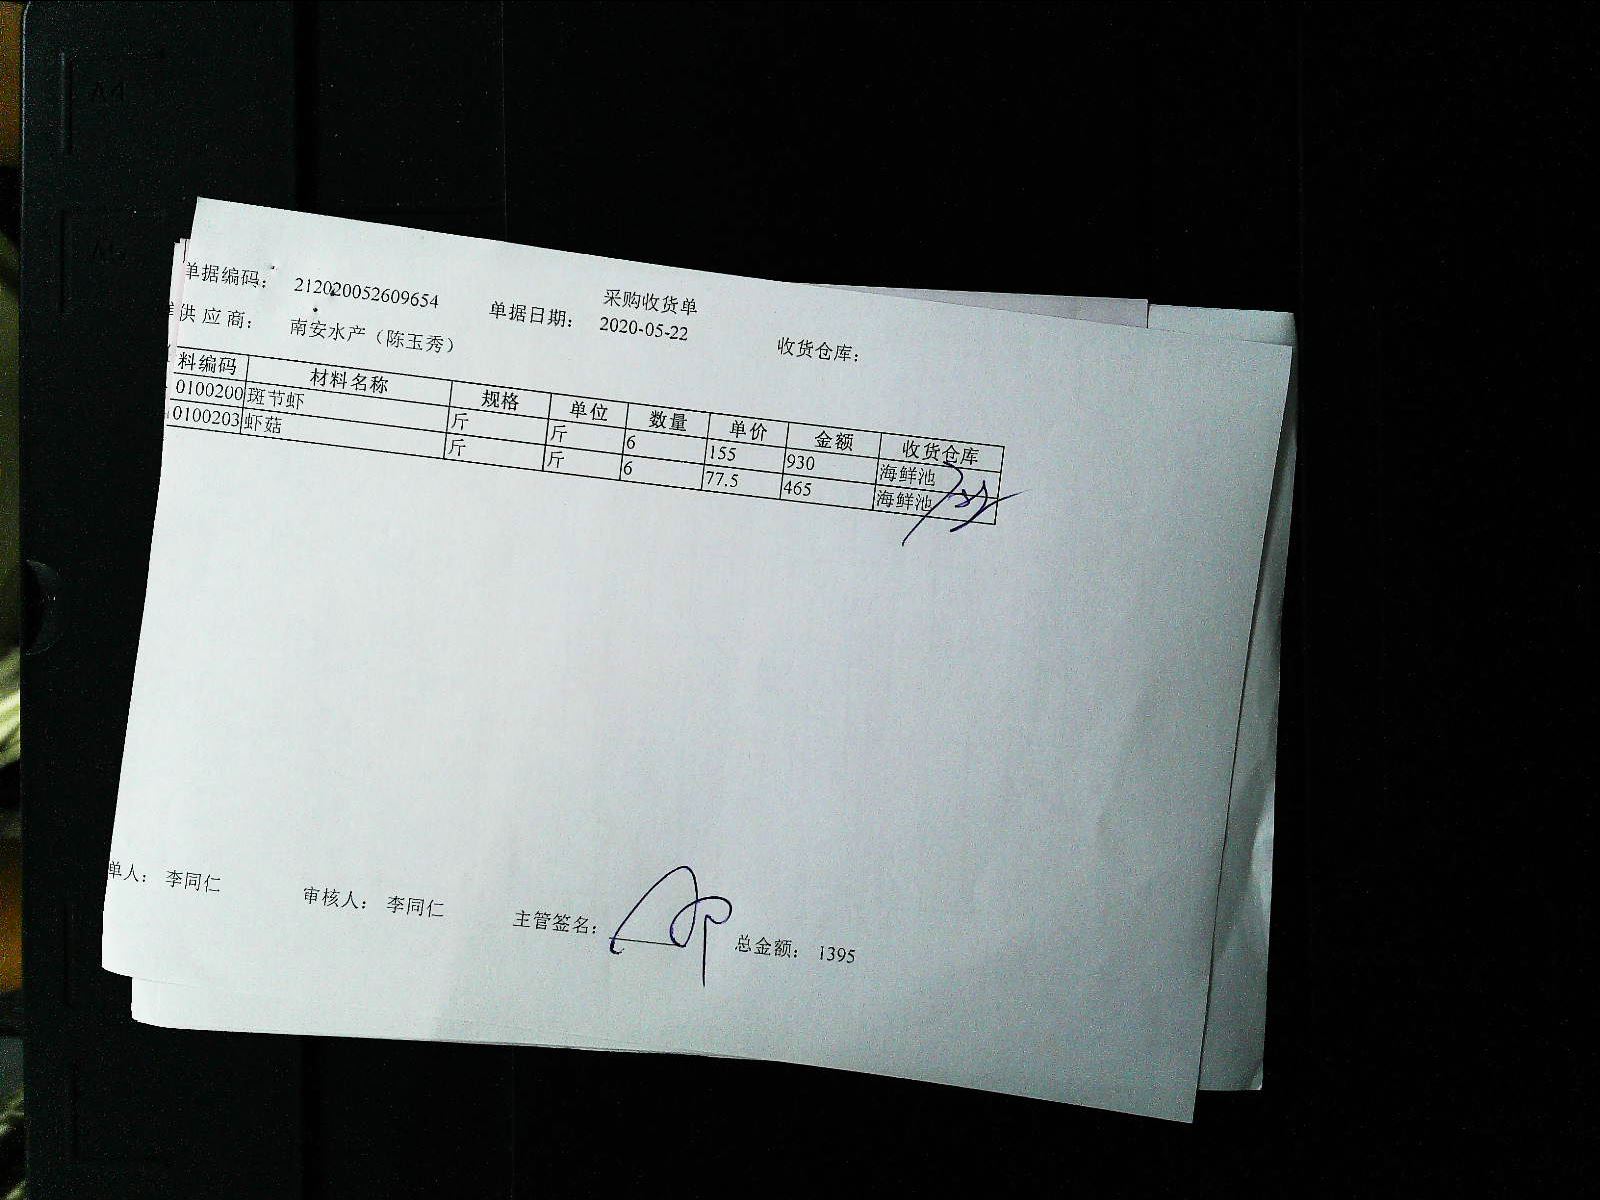 采购收货单
单据编码： 212020052609654 单据日期： 2020-05-22 收货仓库：
供应商： 南安水产（陈玉秀）
料编码 材料名称 规格 单位 数量 单价 金额 收货仓库
0100200 斑节虾 斤 斤 6 155 930 海鲜池
0100203 虾菇 斤 斤 6 77.5 465 海鲜池
单人： 李同仁 审核人： 李同仁 主管签名： 总金额： 1395